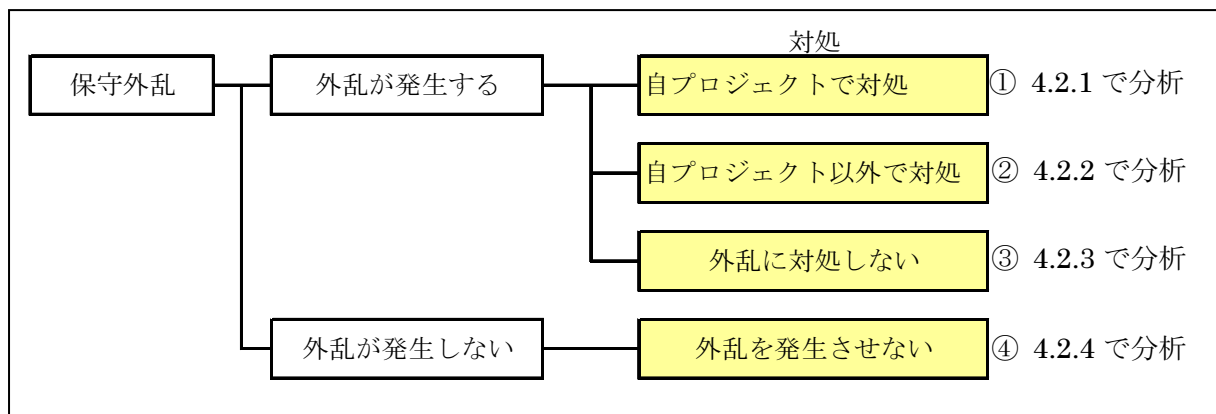 対処
保守外乱 外乱が発生する 自プロジェクトで対処 ① 4.2.1 で分析
自プロジェクト以外で対処 ② 4.2.2 で分析
外乱に対処しない ③ 4.2.3 で分析
外乱が発生しない 外乱を発生させない ④ 4.2.4 で分析